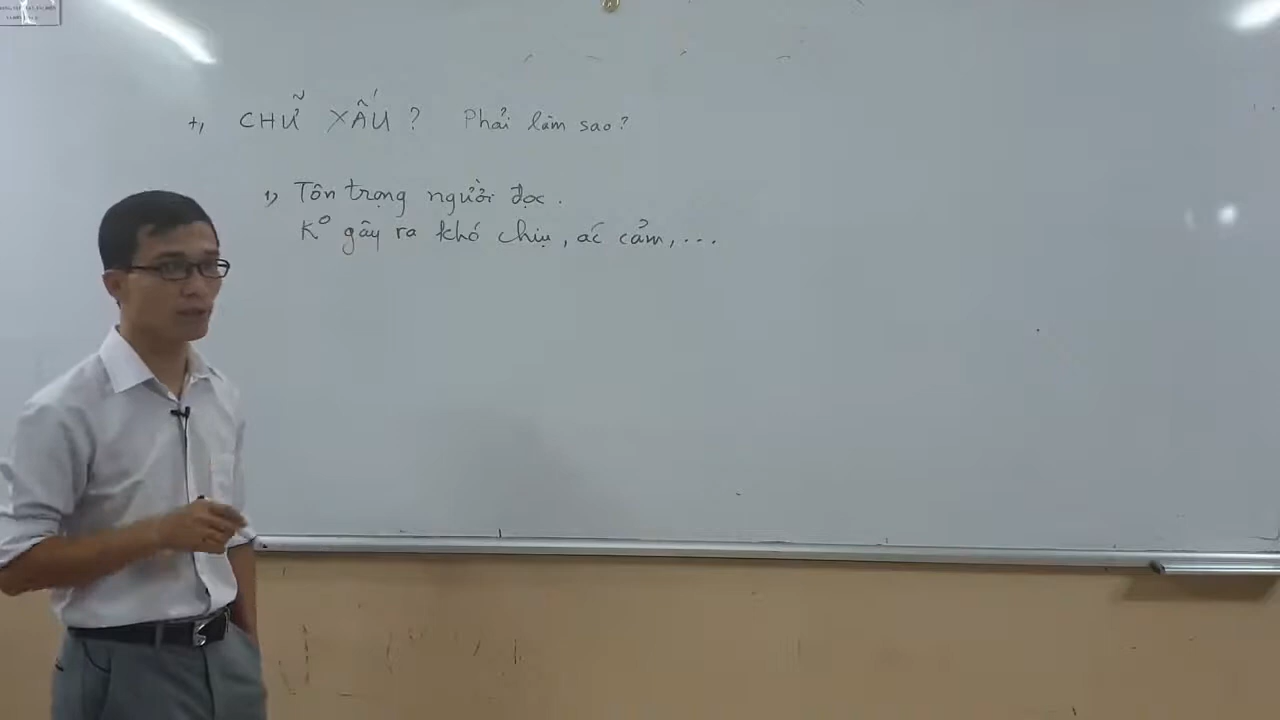 +, CHỮ XẤU ? Phải làm sao?
1, Tôn trọng người đọc.
K° gây ra khó chịu, ác cảm,...